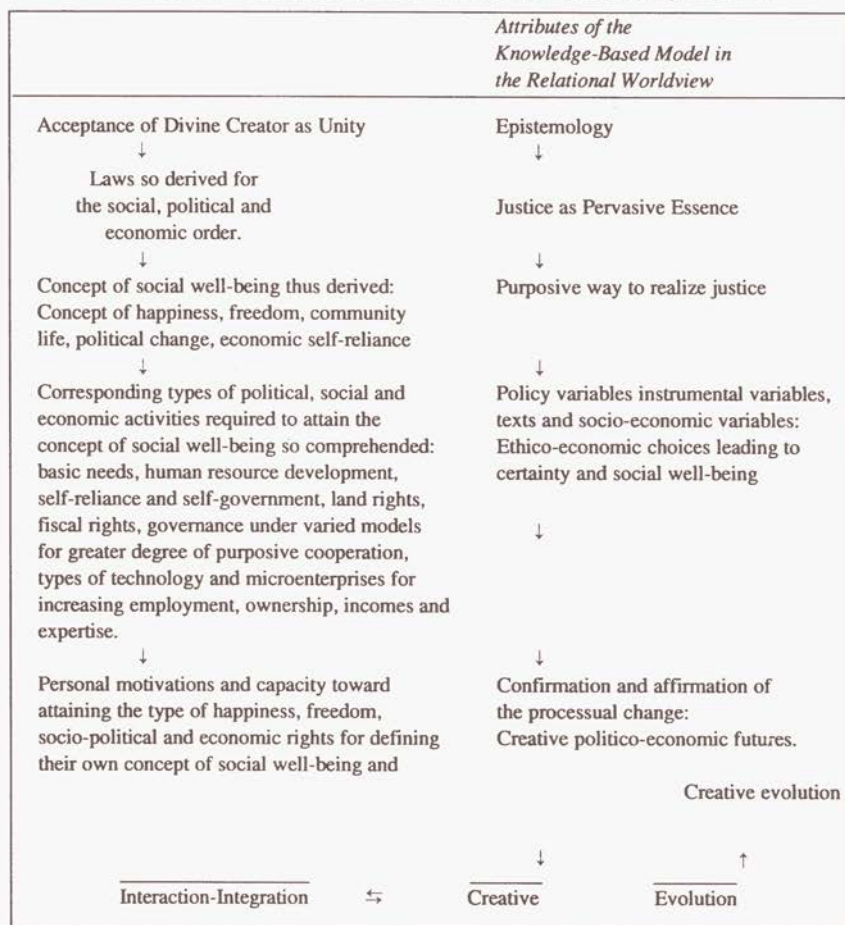 Attributes of the
Knowledge-Based Model in
the Relational Worldview
Acceptance of Divine Creator as Unity
↓
Laws so derived for
the social, political and
economic order.
↓
Concept of social well-being thus derived:
Concept of happiness, freedom, community
life, political change, economic self-reliance
↓
Corresponding types of political, social and
economic activities required to attain the
concept of social well-being so comprehended:
basic needs, human resource development,
self-reliance and self-government, land rights,
fiscal rights, governance under varied models
for greater degree of purposive cooperation,
types of technology and microenterprises for
increasing employment, ownership, incomes and
expertise.
↓
Personal motivations and capacity toward
attaining the type of happiness, freedom,
socio-political and economic rights for defining
their own concept of social well-being and
Epistemology
↓
Justice as Pervasive Essence
↓
Purposive way to realize justice
↓
Policy variables instrumental variables,
texts and socio-economic variables:
Ethico-economic choices leading to
certainty and social well-being
↓
↓
Confirmation and affirmation of
the processual change:
Creative politico-economic futures.
Creative evolution
↓ ↑
Interaction-Integration ⇆ Creative Evolution